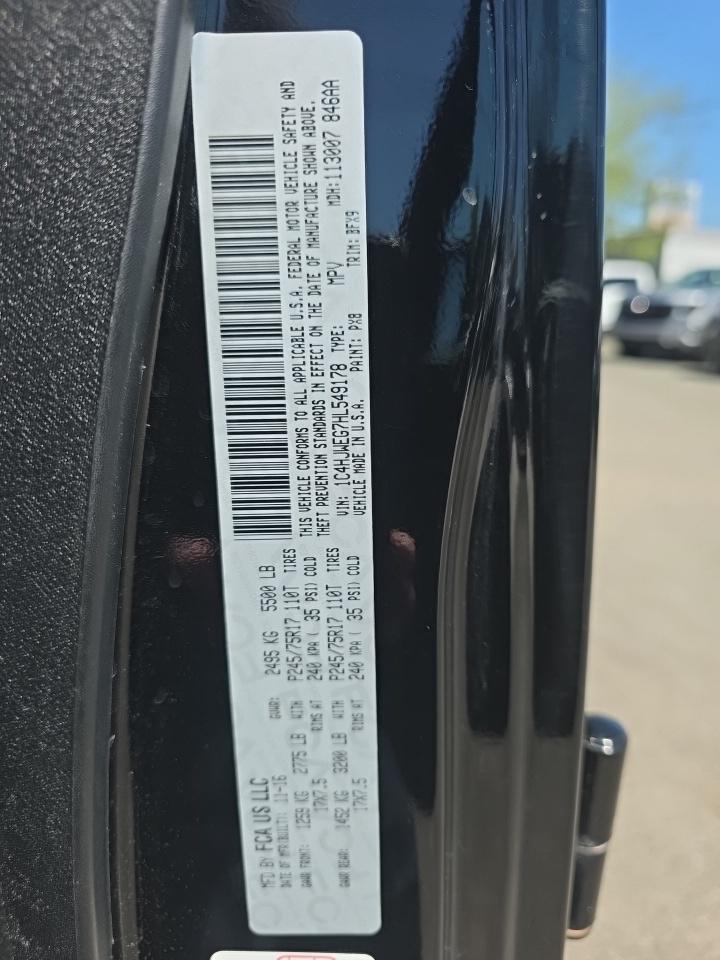 MFD BY FCA US LLC
DATE OF MFR(BUILT): 11-16 GVWR: 2495 KG 5500 LB
GAWR FRONT: 1259 KG 2775 LB WITH P245/75R17 110T TIRES
17X7.5 RIMS AT 240 KPA ( 35 PSI) COLD
GAWR REAR: 1452 KG 3200 LB WITH P245/75R17 110T TIRES
17X7.5 RIMS AT 240 KPA ( 35 PSI) COLD
THIS VEHICLE CONFORMS TO ALL APPLICABLE U.S.A. FEDERAL MOTOR VEHICLE SAFETY AND
THEFT PREVENTION STANDARDS IN EFFECT ON THE DATE OF MANUFACTURE SHOWN ABOVE.
VIN: 1C4HJWEG7HL549178 TYPE: MPV MDH:113007 846AA
VEHICLE MADE IN U.S.A. PAINT: PX8 TRIM: BFX9